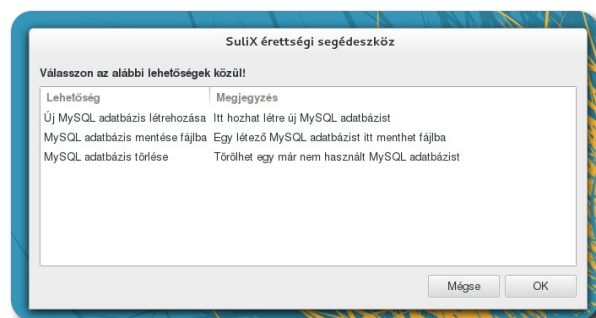 SuliX érettségi segédeszköz
Válasszon az alábbi lehetőségek közül!
Lehetőség Megjegyzés
Új MySQL adatbázis létrehozása Itt hozhat létre új MySQL adatbázist
MySQL adatbázis mentése fájlba Egy létező MySQL adatbázist itt menthet fájlba
MySQL adatbázis törlése Törölhet egy már nem használt MySQL adatbázist
Mégse OK